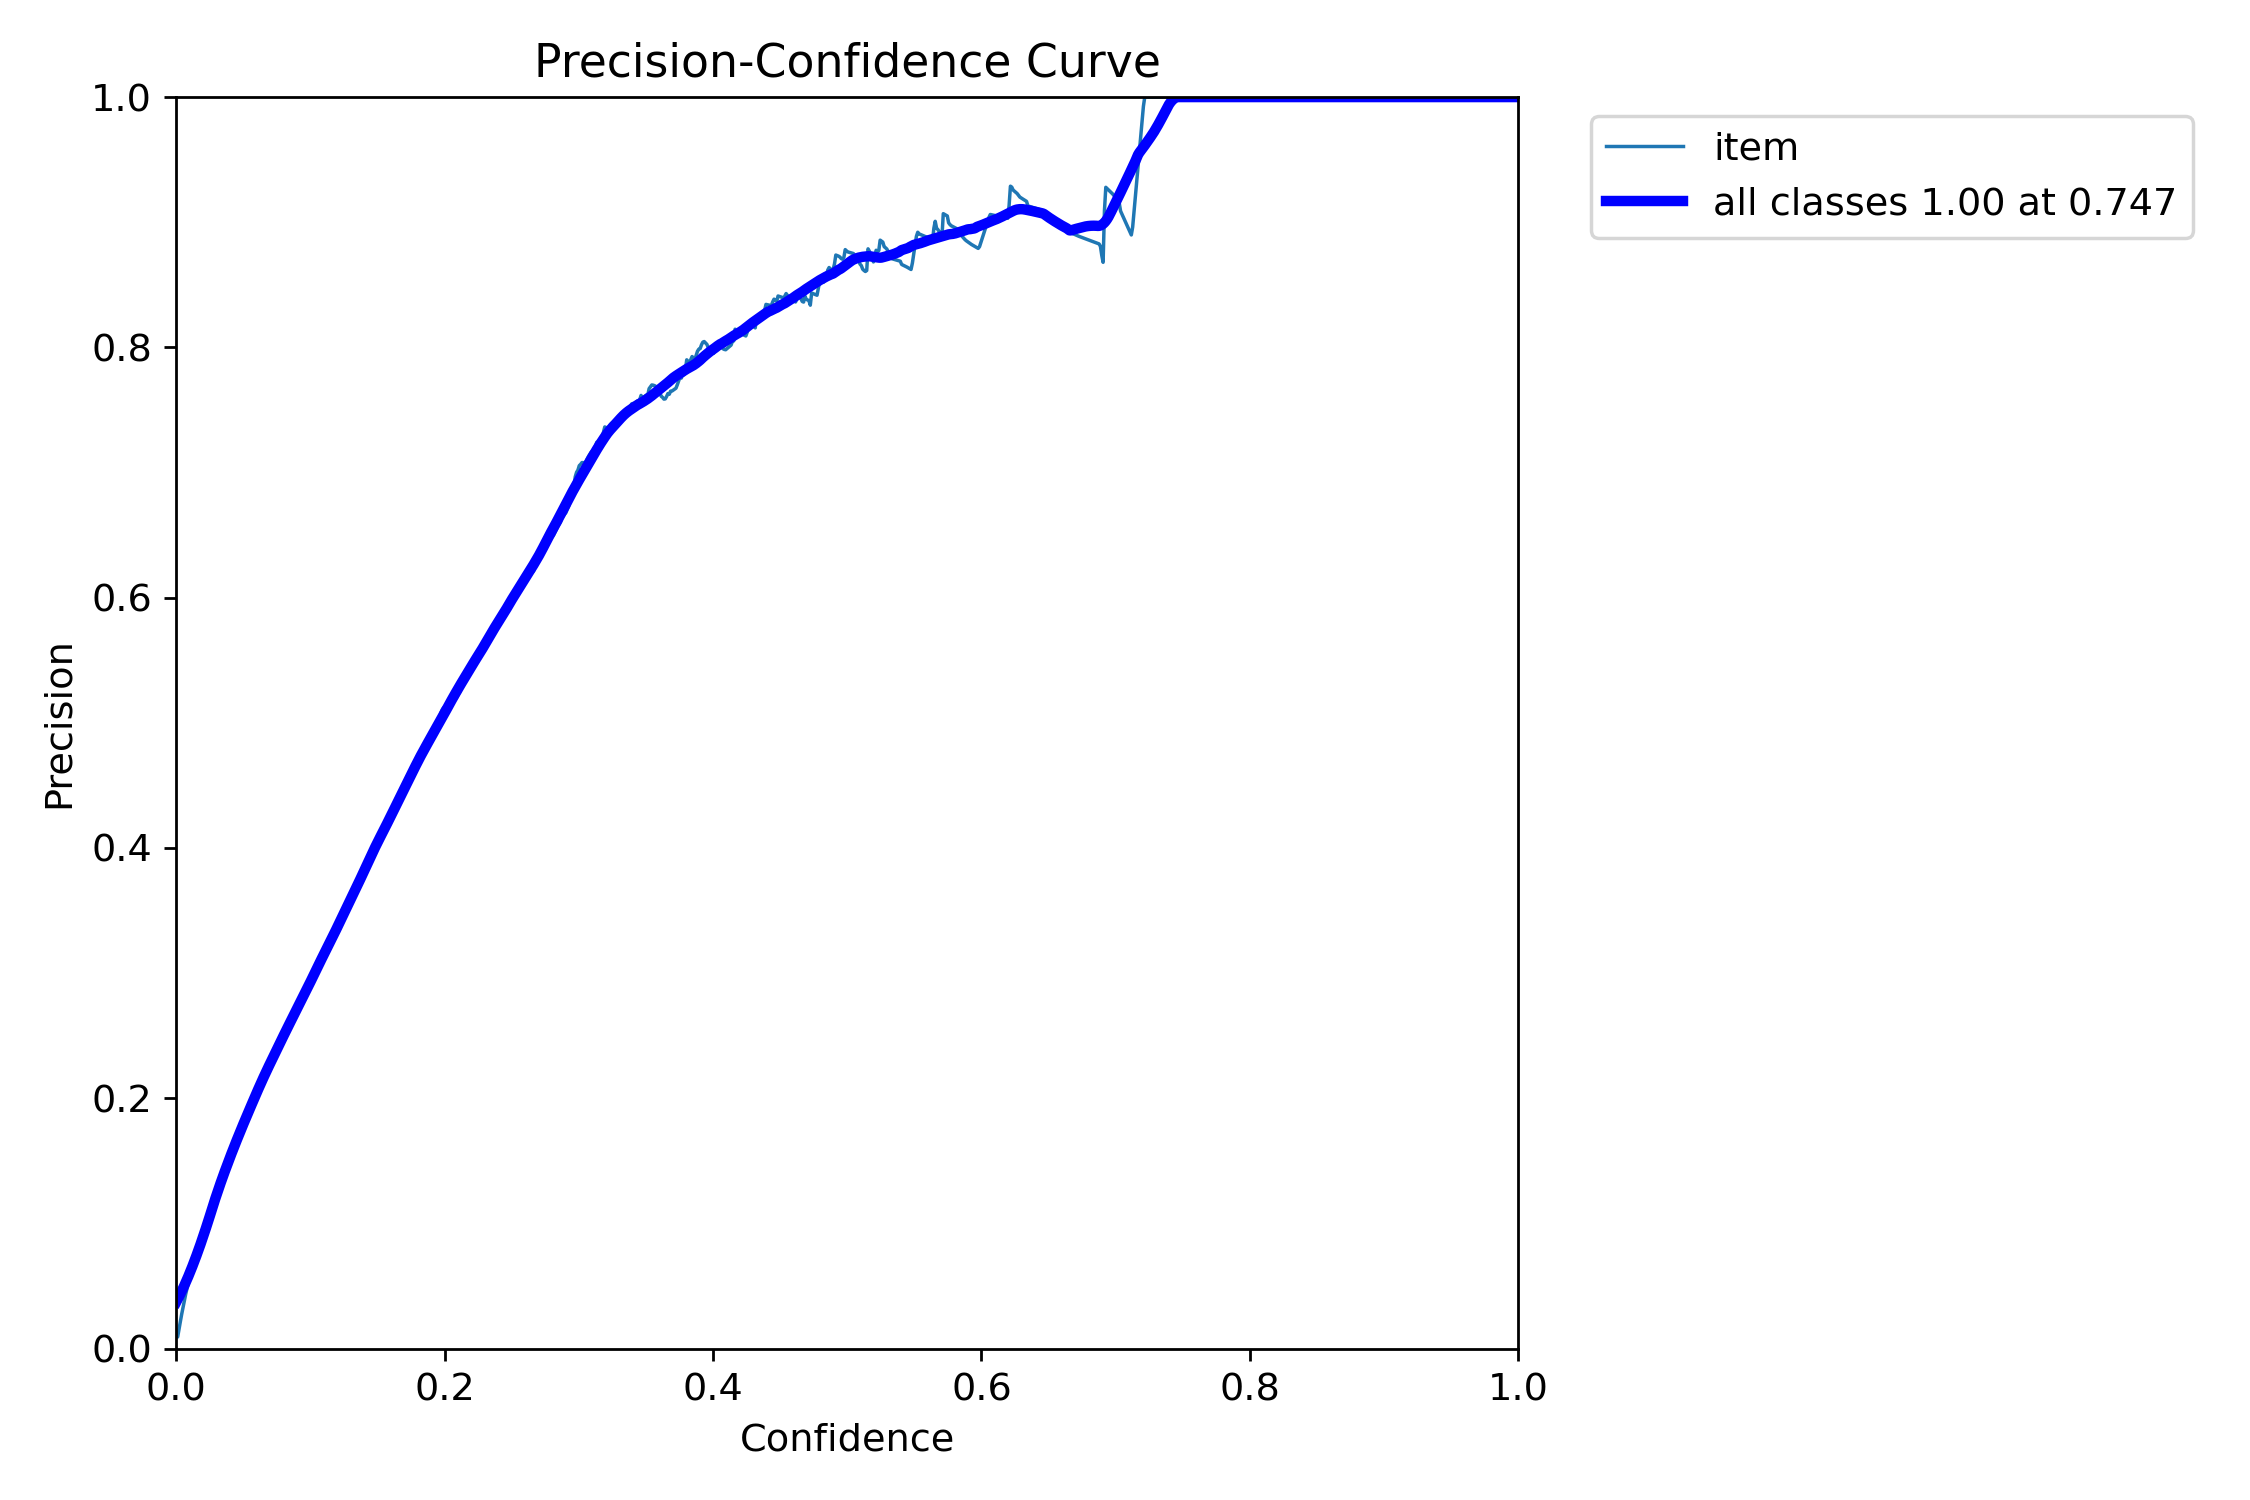 Precision-Confidence Curve
1.0
0.8
0.6
0.4
0.2
0.0
Precision
0.0 0.2 0.4 0.6 0.8 1.0
Confidence
item
all classes 1.00 at 0.747